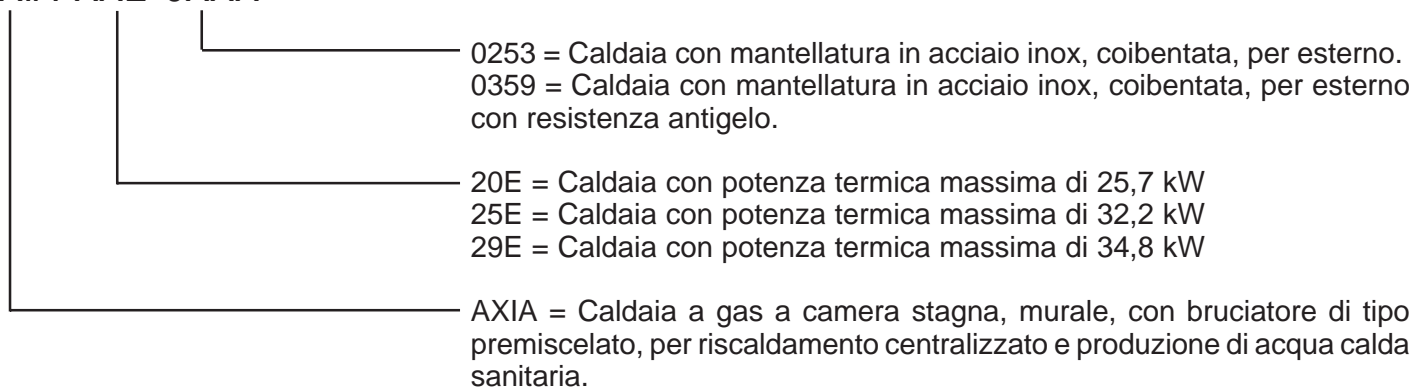 0253 = Caldaia con mantellatura in acciaio inox, coibentata, per esterno.
0359 = Caldaia con mantellatura in acciaio inox, coibentata, per esterno
con resistenza antigelo.
20E = Caldaia con potenza termica massima di 25,7 kW
25E = Caldaia con potenza termica massima di 32,2 kW
29E = Caldaia con potenza termica massima di 34,8 kW
AXIA = Caldaia a gas a camera stagna, murale, con bruciatore di tipo
premiscelato, per riscaldamento centralizzato e produzione di acqua calda
sanitaria.